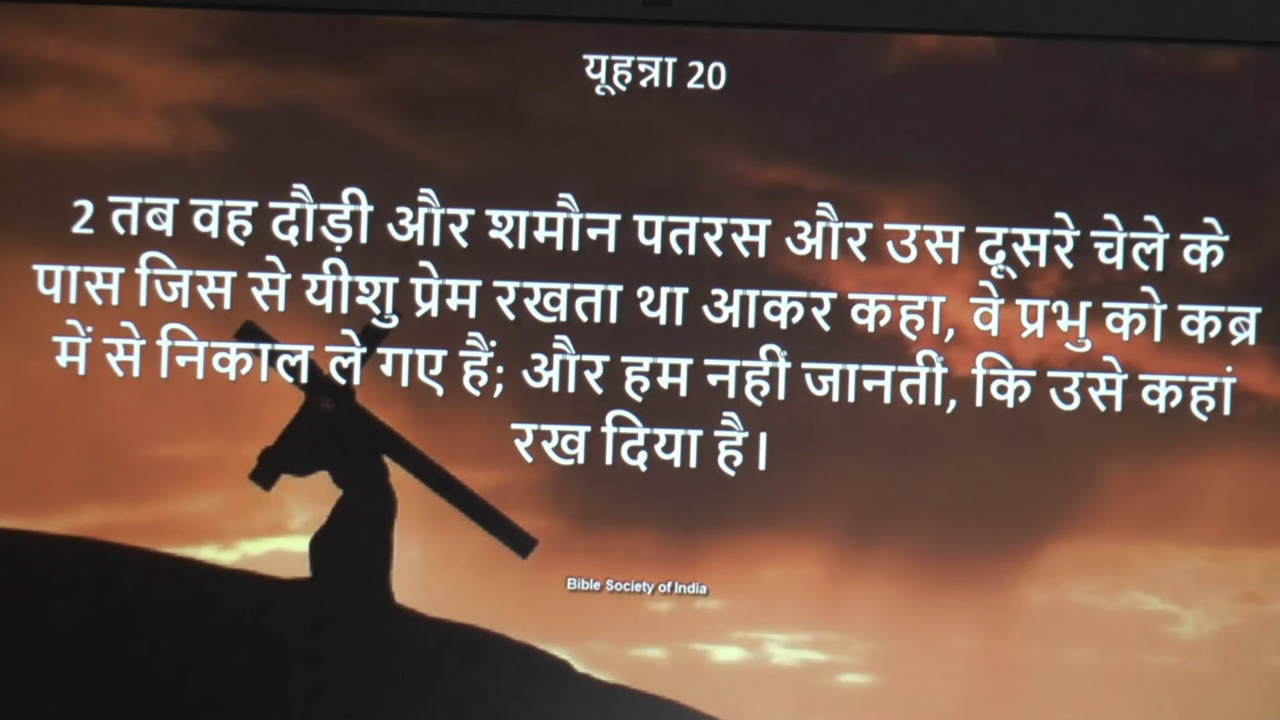 यूहन्ना 20
2 तब वह दौड़ी और शमौन पतरस और उस दूसरे चेले के
पास जिस से यीशु प्रेम रखता था आकर कहा, वे प्रभु को कब्र
में से निकाल ले गए हैं; और हम नहीं जानतीं, कि उसे कहां
रख दिया है।
Bible Society of India